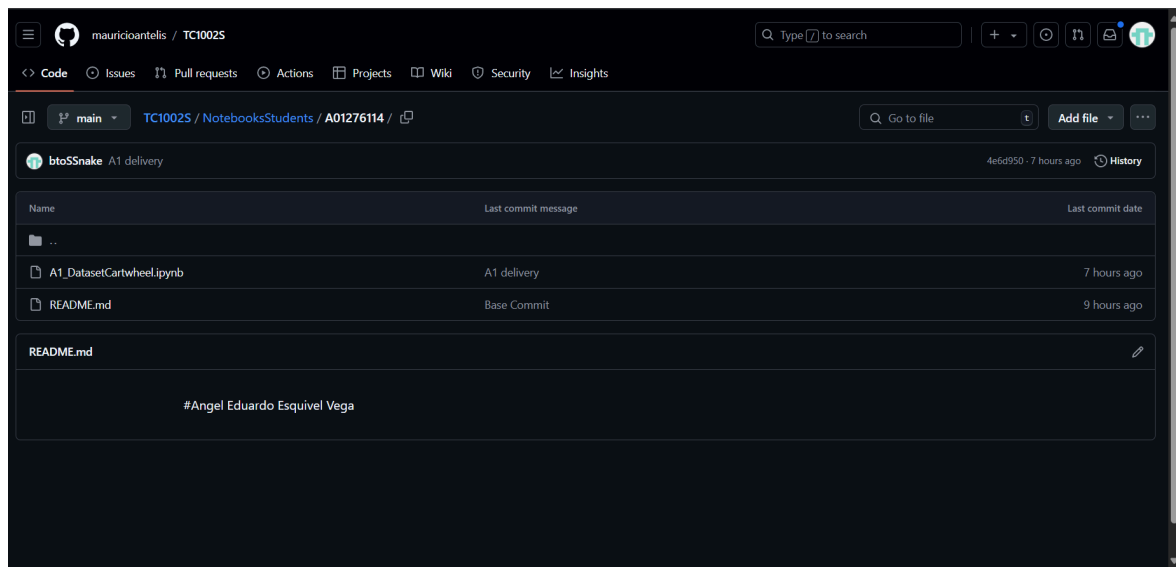 mauricioantelis / TC1002S
Type / to search
<> Code Issues Pull requests Actions Projects Wiki Security Insights
main TC1002S / NotebooksStudents / A01276114 /
Go to file t Add file
btoSSnake A1 delivery 4e6d950 · 7 hours ago History
Name Last commit message Last commit date
..
A1_DatasetCartwheel.ipynb A1 delivery 7 hours ago
README.md Base Commit 9 hours ago
README.md
#Angel Eduardo Esquivel Vega